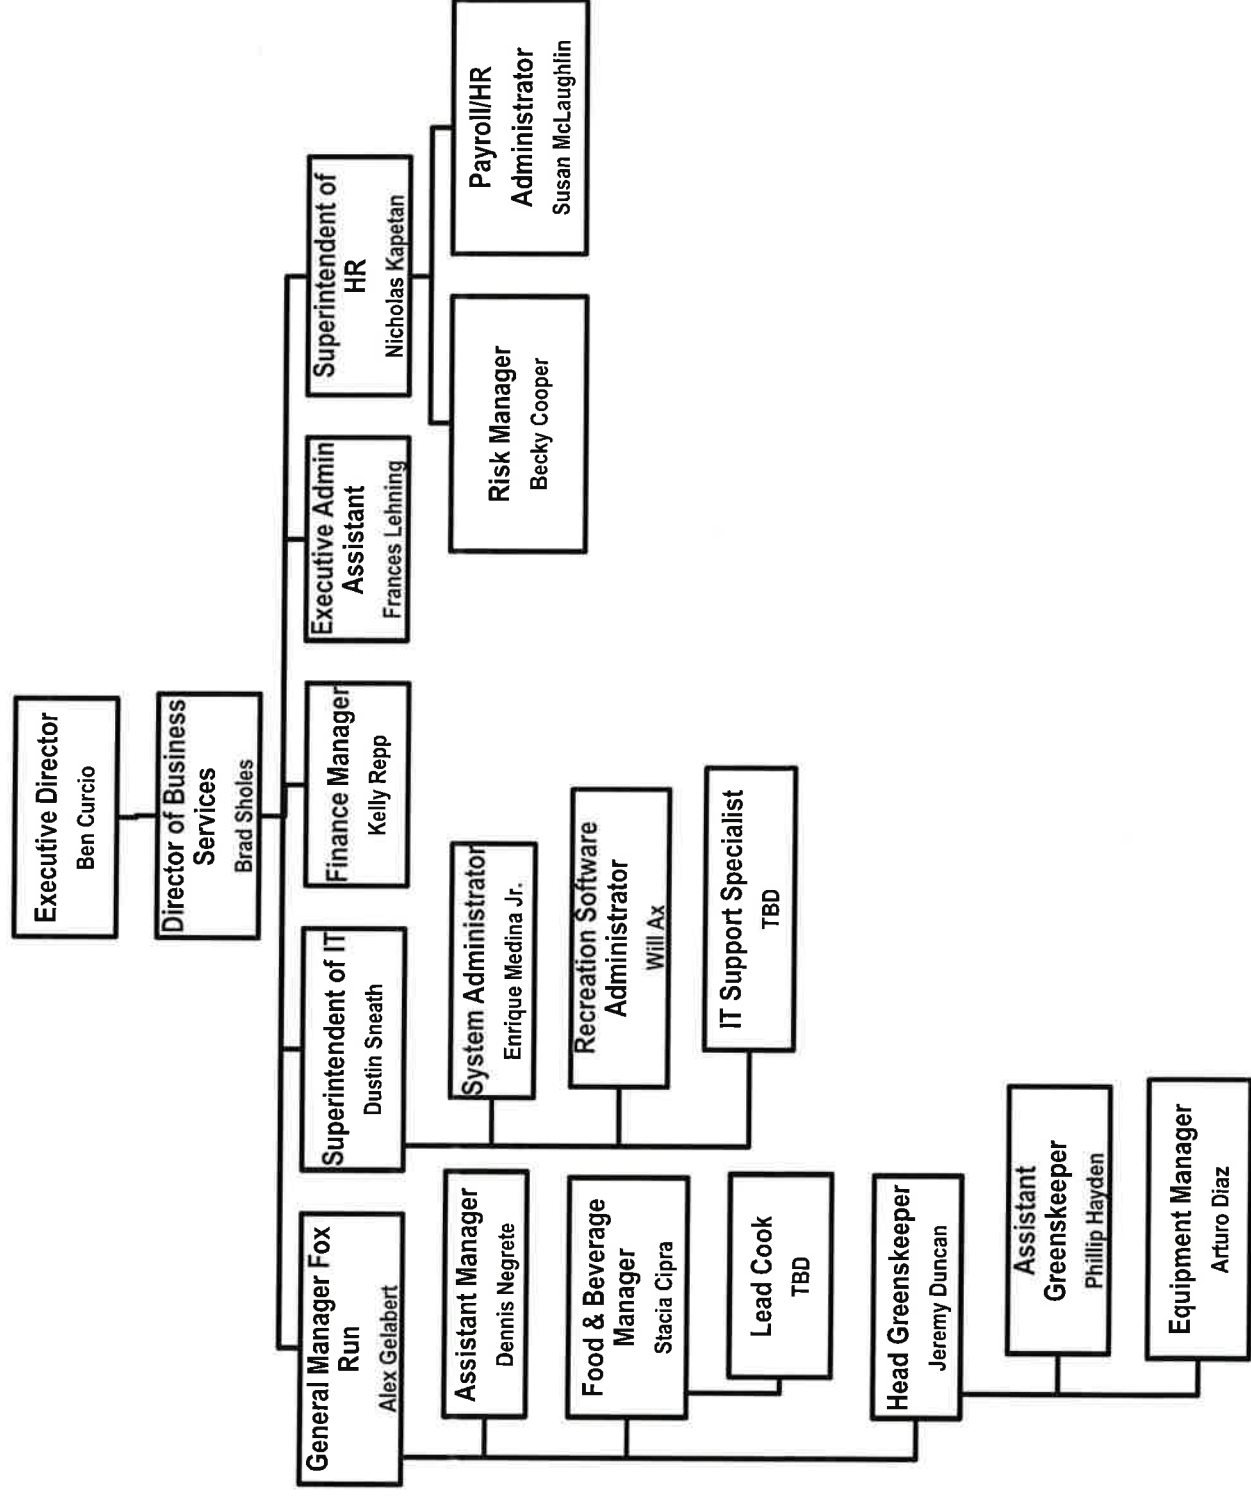 Executive Director
Ben Curcio
Director of Business
Services
Brad Sholes
General Manager Fox
Run
Alex Gelabert
Superintendent of IT
Dustin Sneath
Finance Manager
Kelly Repp
Executive Admin
Assistant
Frances Lehning
Superintendent of
HR
Nicholas Kapetan
Assistant Manager
Dennis Negrete
Food & Beverage
Manager
Stacia Cipra
Lead Cook
TBD
Head Greenskeeper
Jeremy Duncan
Assistant
Greenskeeper
Phillip Hayden
Equipment Manager
Arturo Diaz
System Administrator
Enrique Medina Jr.
Recreation Software
Administrator
Will Ax
IT Support Specialist
TBD
Risk Manager
Becky Cooper
Payroll/HR
Administrator
Susan McLaughlin